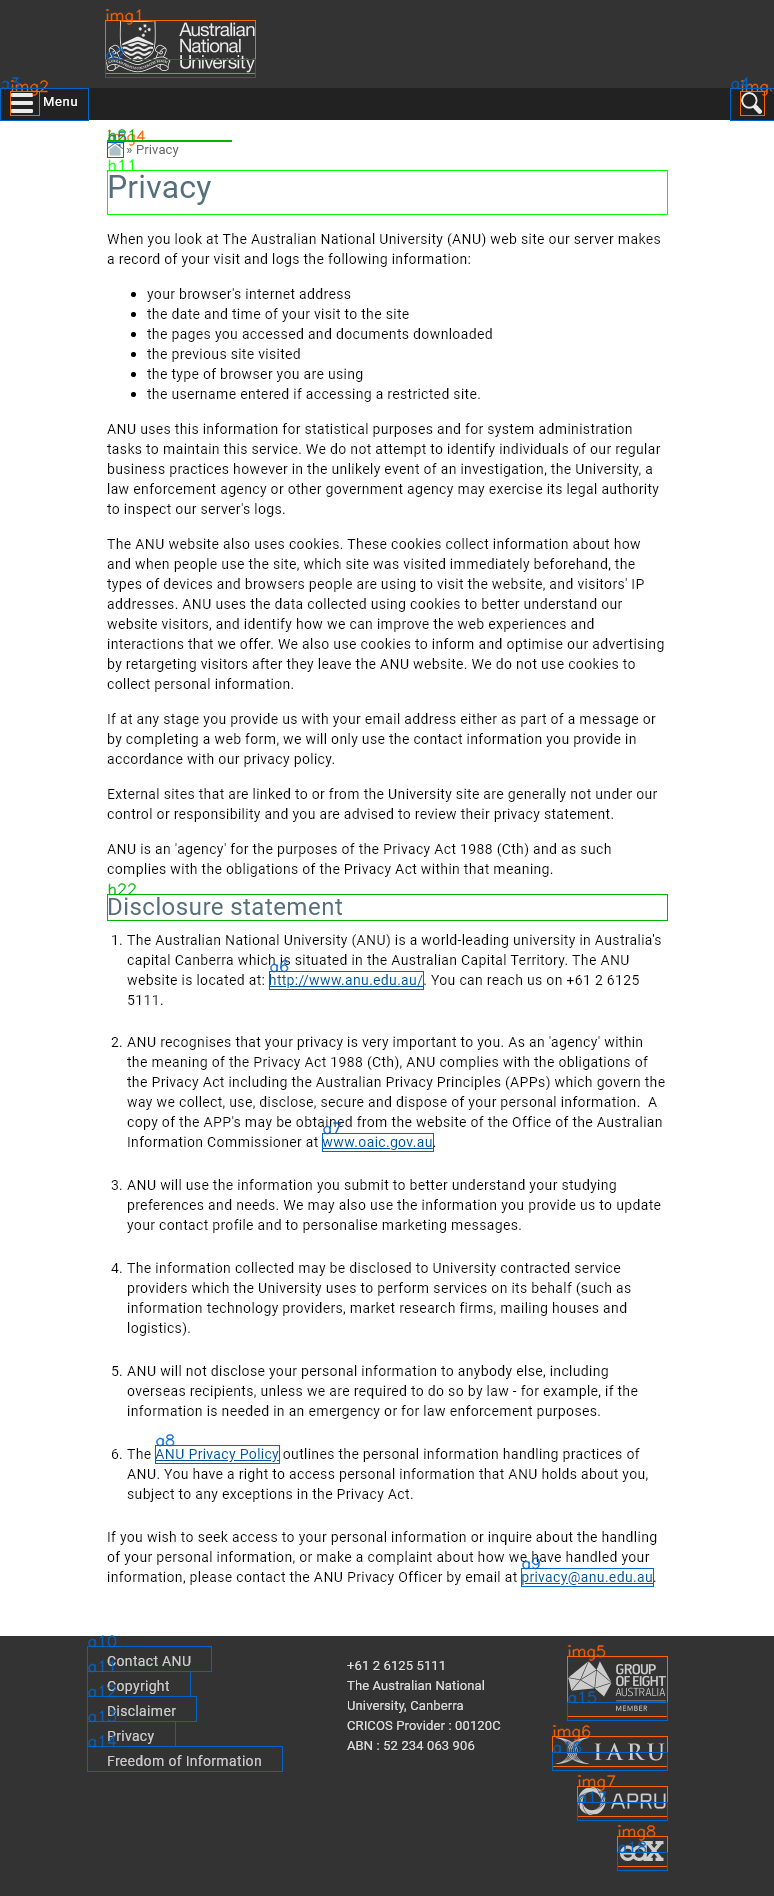 img1
Australian
National
University
img2
Menu
» Privacy
h11
Privacy
When you look at The Australian National University (ANU) web site our server makes
a record of your visit and logs the following information:
your browser's internet address
the date and time of your visit to the site
the pages you accessed and documents downloaded
the previous site visited
the type of browser you are using
the username entered if accessing a restricted site.
ANU uses this information for statistical purposes and for system administration
tasks to maintain this service. We do not attempt to identify individuals of our regular
business practices however in the unlikely event of an investigation, the University, a
law enforcement agency or other government agency may exercise its legal authority
to inspect our server's logs.
The ANU website also uses cookies. These cookies collect information about how
and when people use the site, which site was visited immediately beforehand, the
types of devices and browsers people are using to visit the website, and visitors' IP
addresses. ANU uses the data collected using cookies to better understand our
website visitors, and identify how we can improve the web experiences and
interactions that we offer. We also use cookies to inform and optimise our advertising
by retargeting visitors after they leave the ANU website. We do not use cookies to
collect personal information.
If at any stage you provide us with your email address either as part of a message or
by completing a web form, we will only use the contact information you provide in
accordance with our privacy policy.
External sites that are linked to or from the University site are generally not under our
control or responsibility and you are advised to review their privacy statement.
ANU is an 'agency' for the purposes of the Privacy Act 1988 (Cth) and as such
complies with the obligations of the Privacy Act within that meaning.
h22
Disclosure statement
1. The Australian National University (ANU) is a world-leading university in Australia's
capital Canberra which is situated in the Australian Capital Territory. The ANU
a6
website is located at: http://www.anu.edu.au/. You can reach us on +61 2 6125
5111.
2. ANU recognises that your privacy is very important to you. As an 'agency' within
the meaning of the Privacy Act 1988 (Cth), ANU complies with the obligations of
the Privacy Act including the Australian Privacy Principles (APPs) which govern the
way we collect, use, disclose, secure and dispose of your personal information.  A
copy of the APP's may be obtained from the website of the Office of the Australian
a7
Information Commissioner at www.oaic.gov.au.
3. ANU will use the information you submit to better understand your studying
preferences and needs. We may also use the information you provide us to update
your contact profile and to personalise marketing messages.
4. The information collected may be disclosed to University contracted service
providers which the University uses to perform services on its behalf (such as
information technology providers, market research firms, mailing houses and
logistics).
5. ANU will not disclose your personal information to anybody else, including
overseas recipients, unless we are required to do so by law - for example, if the
information is needed in an emergency or for law enforcement purposes.
a8
6. The ANU Privacy Policy outlines the personal information handling practices of
ANU. You have a right to access personal information that ANU holds about you,
subject to any exceptions in the Privacy Act.
If you wish to seek access to your personal information or inquire about the handling
of your personal information, or make a complaint about how we have handled your
a9
information, please contact the ANU Privacy Officer by email at privacy@anu.edu.au.
a10
Contact ANU
a11
Copyright
a12
Disclaimer
a13
Privacy
a14
Freedom of Information
+61 2 6125 5111
The Australian National
University, Canberra
CRICOS Provider : 00120C
ABN : 52 234 063 906
img5
GROUP
OF EIGHT
AUSTRALIA
a15
MEMBER
img6
IARU
img7
APRU
img8
edX